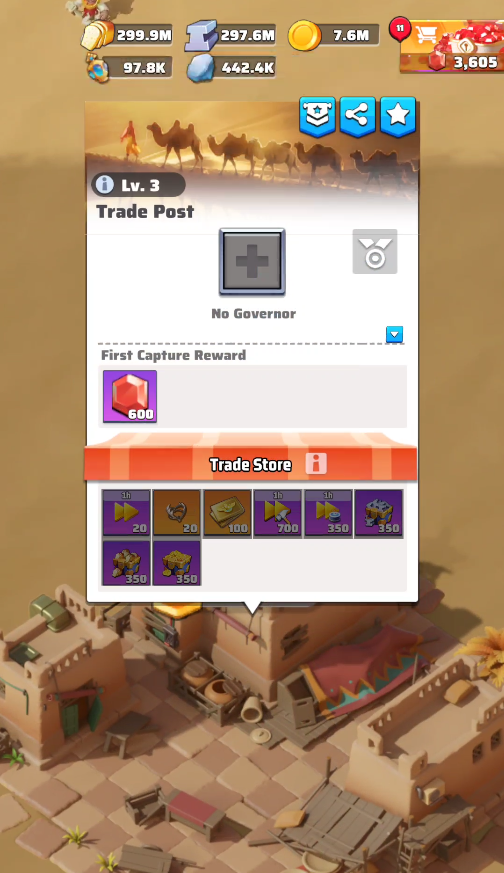 299.9M 297.6M 7.6M 11
97.8K 442.4K 3,605
Lv. 3
Trade Post
No Governor
First Capture Reward
600
Trade Store
1h 1h 1h
20 20 100 700 350 350
350 350